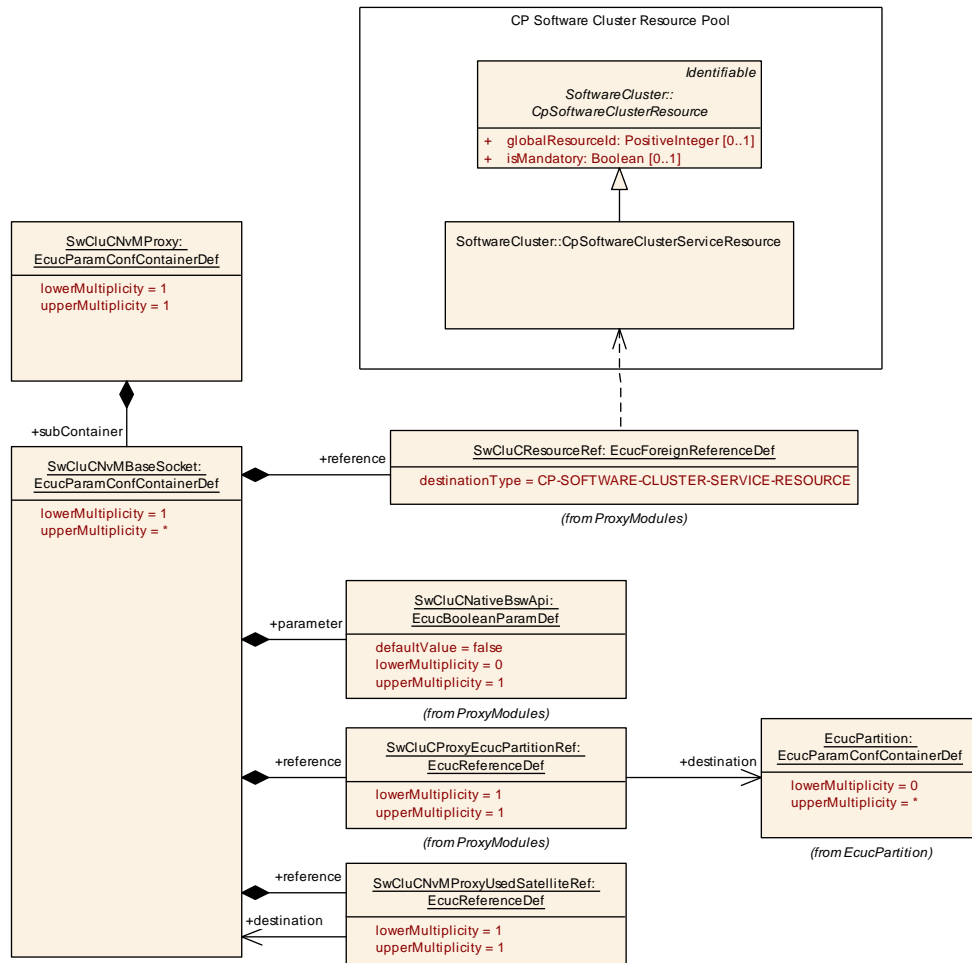 CP Software Cluster Resource Pool
Identifiable
SoftwareCluster::
CpSoftwareClusterResource
+ globalResourceId: PositiveInteger [0..1]
+ isMandatory: Boolean [0..1]
SoftwareCluster::CpSoftwareClusterServiceResource
SwCluCNvMProxy:
EcucParamConfContainerDef
lowerMultiplicity = 1
upperMultiplicity = 1
+subContainer
SwCluCNvMBaseSocket:
EcucParamConfContainerDef
lowerMultiplicity = 1
upperMultiplicity = *
+reference
SwCluCResourceRef: EcucForeignReferenceDef
destinationType = CP-SOFTWARE-CLUSTER-SERVICE-RESOURCE
(from ProxyModules)
+parameter
SwCluCNativeBswApi:
EcucBooleanParamDef
defaultValue = false
lowerMultiplicity = 0
upperMultiplicity = 1
(from ProxyModules)
+reference
SwCluCProxyEcucPartitionRef:
EcucReferenceDef
lowerMultiplicity = 1
upperMultiplicity = 1
(from ProxyModules)
+destination
EcucPartition:
EcucParamConfContainerDef
lowerMultiplicity = 0
upperMultiplicity = *
(from EcucPartition)
+reference
SwCluCNvMProxyUsedSatelliteRef:
EcucReferenceDef
+destination
lowerMultiplicity = 1
upperMultiplicity = 1